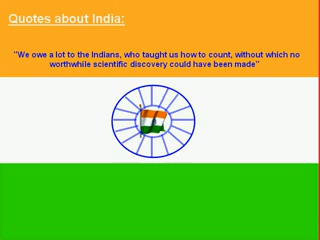 Quotes about India:
"We owe a lot to the Indians, who taught us how to count, without which no
worthwhile scientific discovery could have been made"